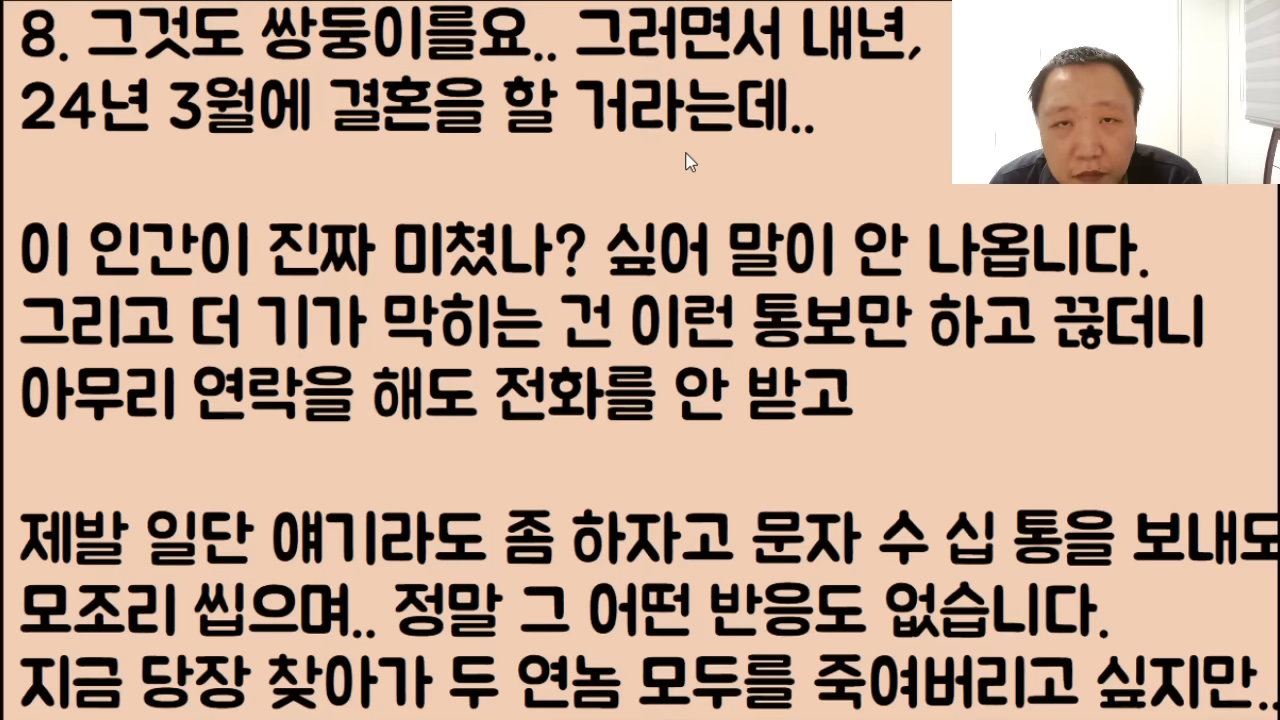 8. 그것도 쌍둥이를요.. 그러면서 내년,
24년 3월에 결혼을 할 거라는데..
이 인간이 진짜 미쳤나? 싶어 말이 안 나옵니다.
그리고 더 기가 막히는 건 이런 통보만 하고 끊더니
아무리 연락을 해도 전화를 안 받고
제발 일단 얘기라도 좀 하자고 문자 수 십 통을 보내도
모조리 씹으며.. 정말 그 어떤 반응도 없습니다.
지금 당장 찾아가 두 연놈 모두를 죽여버리고 싶지만..